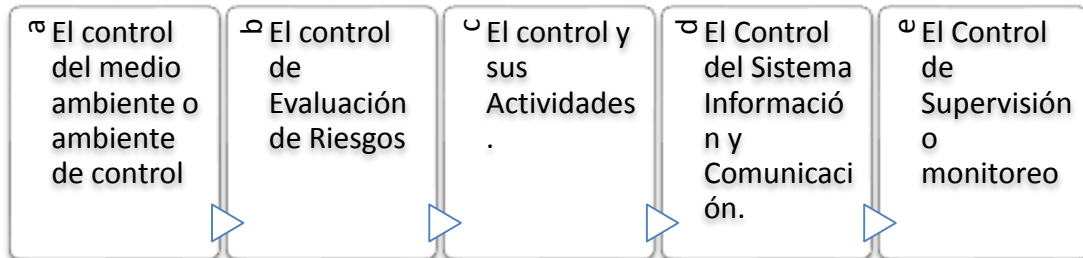 a
El control
del medio
ambiente o
ambiente
de control
b
El control
de
Evaluación
de Riesgos
c
El control y
sus
Actividades
.
d
El Control
del Sistema
Informació
n y
Comunicaci
ón.
e
El Control
de
Supervisión
o
monitoreo